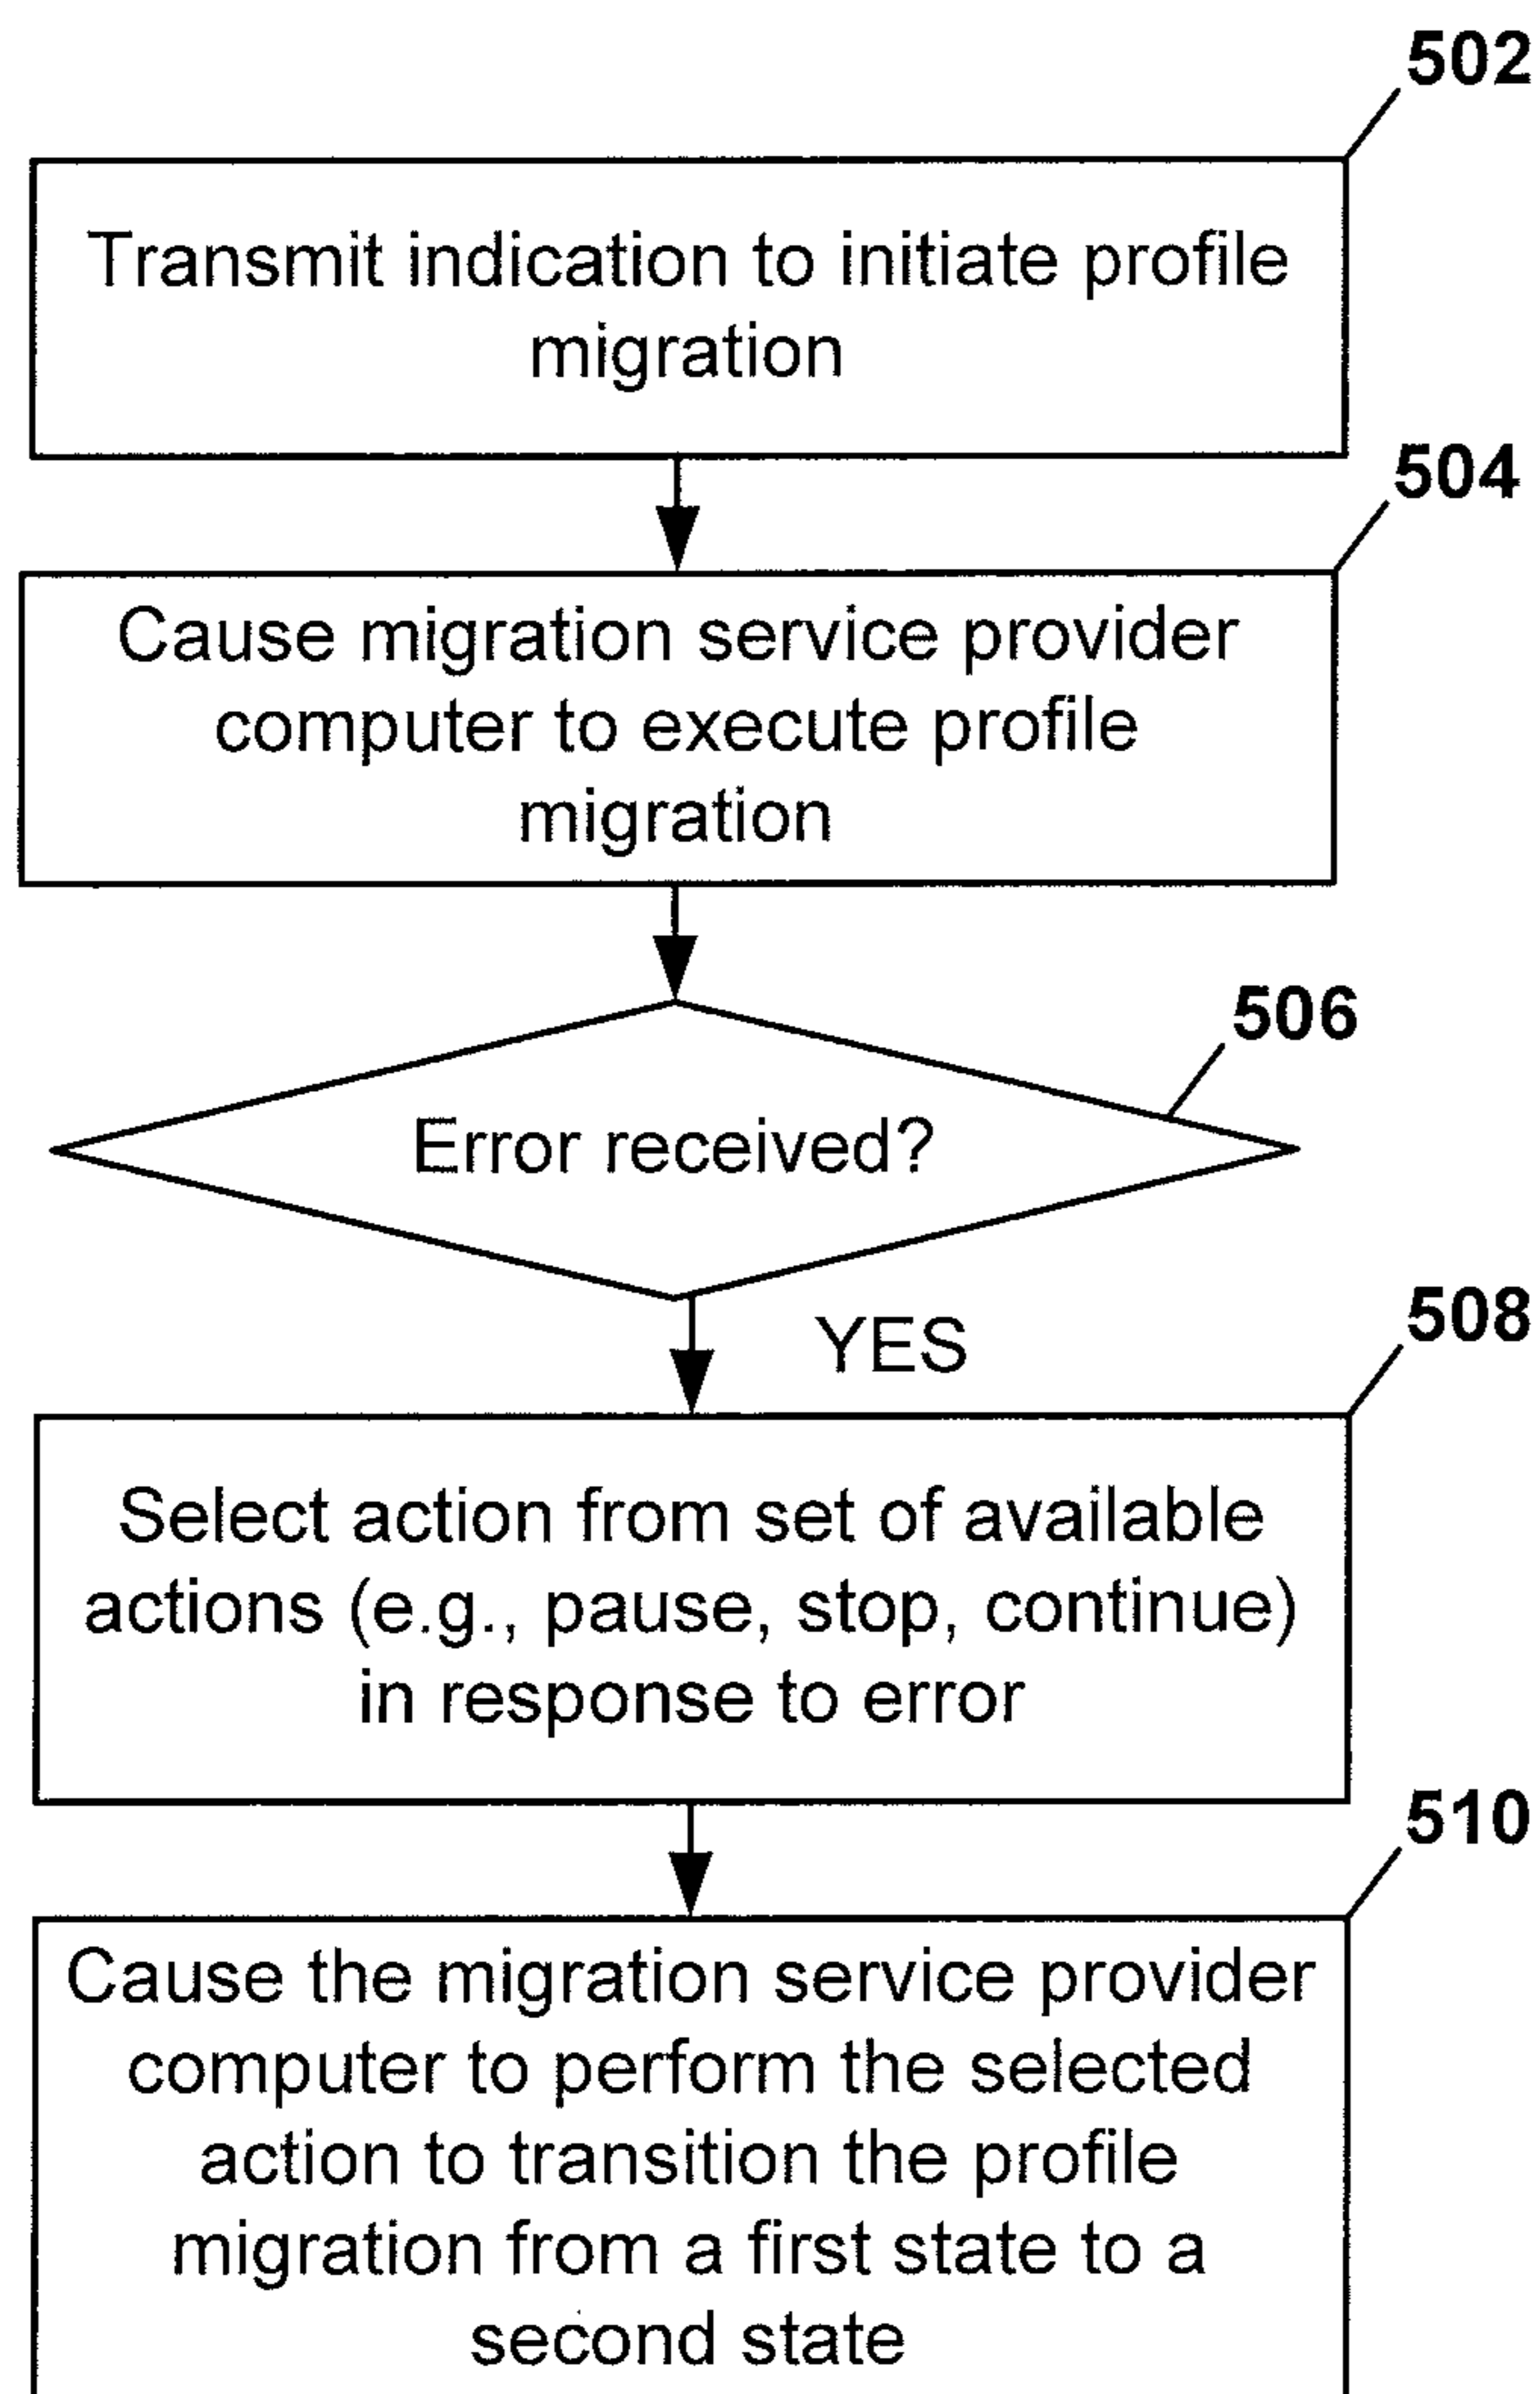 502
Transmit indication to initiate profile
migration
504
Cause migration service provider
computer to execute profile
migration
506
Error received?
YES
508
Select action from set of available
actions (e.g., pause, stop, continue)
in response to error
510
Cause the migration service provider
computer to perform the selected
action to transition the profile
migration from a first state to a
second state